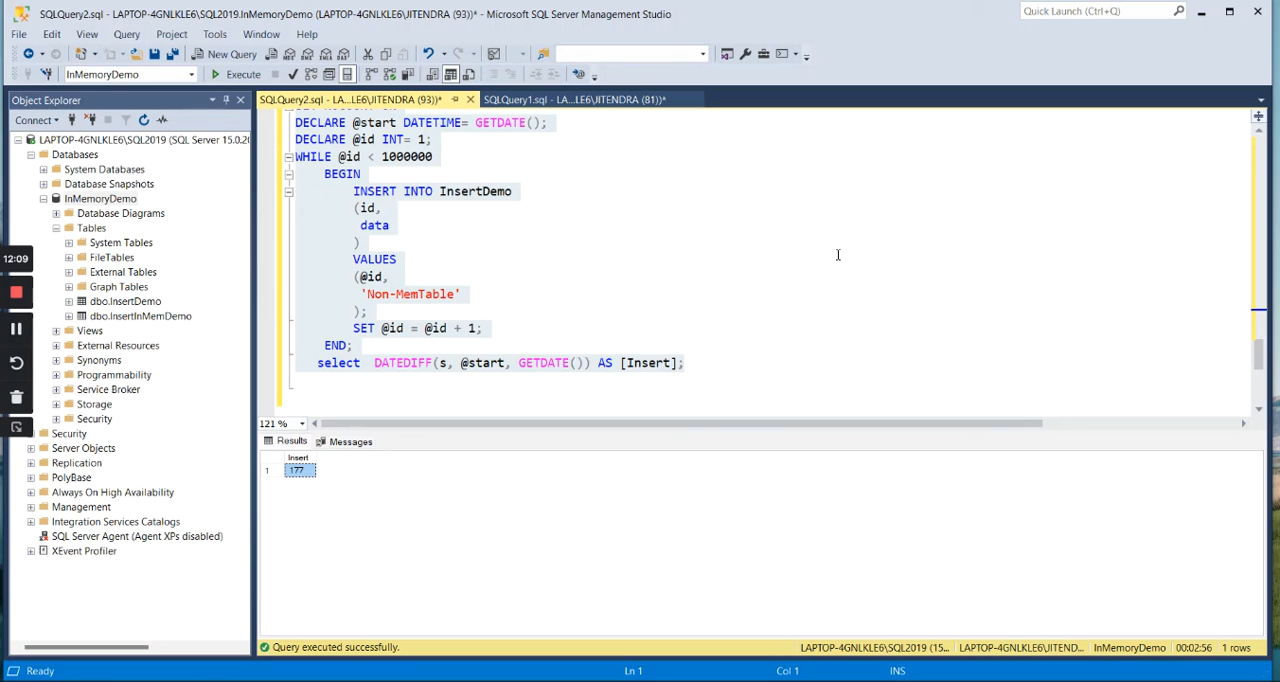 SQLQuery2.sql - LAPTOP-4GNLKLE6\SQL2019.InMemoryDemo (LAPTOP-4GNLKLE6\JITENDRA (93))* - Microsoft SQL Server Management Studio
Quick Launch (Ctrl+Q)
File Edit View Query Project Tools Window Help
New Query
InMemoryDemo
Execute
Object Explorer
SQLQuery2.sql - LA...LE6\JITENDRA (93))*
SQLQuery1.sql - LA...LE6\JITENDRA (81))*
Connect
LAPTOP-4GNLKLE6\SQL2019 (SQL Server 15.0.20
Databases
System Databases
Database Snapshots
InMemoryDemo
Database Diagrams
Tables
System Tables
FileTables
External Tables
Graph Tables
dbo.InsertDemo
dbo.InsertInMemDemo
Views
External Resources
Synonyms
Programmability
Service Broker
Storage
Security
Security
Server Objects
Replication
PolyBase
Always On High Availability
Management
Integration Services Catalogs
SQL Server Agent (Agent XPs disabled)
XEvent Profiler
12:09
DECLARE @start DATETIME= GETDATE();
DECLARE @id INT= 1;
WHILE @id < 1000000
BEGIN
INSERT INTO InsertDemo
(id,
data
)
VALUES
(@id,
'Non-MemTable'
);
SET @id = @id + 1;
END;
select DATEDIFF(s, @start, GETDATE()) AS [Insert];
121 %
Results Messages
Insert
1 177
Query executed successfully.
LAPTOP-4GNLKLE6\SQL2019 (15... LAPTOP-4GNLKLE6\JITEND... InMemoryDemo 00:02:56 1 rows
Ready Ln 1 Col 1 INS